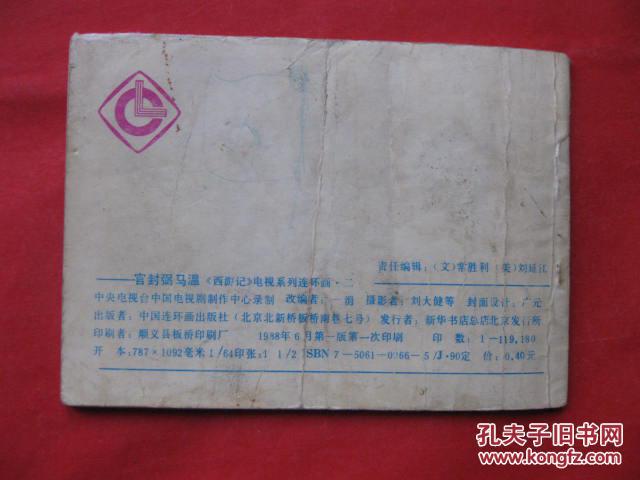 责任编辑：（文）常胜利（美）刘延江
官封弼马温《西游记》电视系列连环画·二
中央电视台中国电视剧制作中心录制 改编者：一勇 摄影者：刘大健等 封面设计：广元
出版者：中国连环画出版社（北京北新桥板桥南巷七号） 发行者：新华书店总店北京发行所
印刷者：顺义县板桥印刷厂 1988年6月第一版第一次印刷 印数：1—119,180
开本：787×1092毫米1/64印张：1 1/2 ISBN 7—5061—0066—5/J·90定价：0.40元
孔夫子旧书网
www.kongfz.com